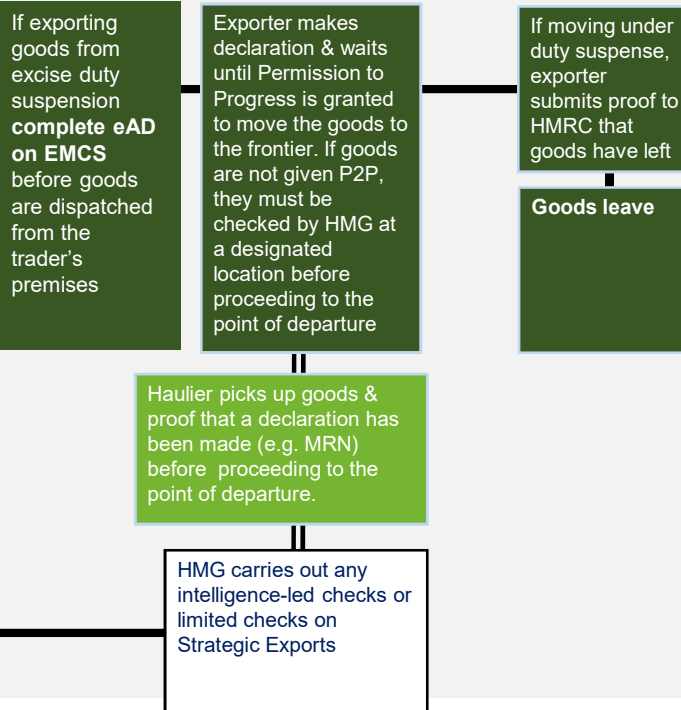 If exporting
goods from
excise duty
suspension
complete eAD
on EMCS
before goods
are dispatched
from the
trader's
premises
Exporter makes
declaration & waits
until Permission to
Progress is granted
to move the goods to
the frontier. If goods
are not given P2P,
they must be
checked by HMG at
a designated
location before
proceeding to the
point of departure
If moving under
duty suspense,
exporter
submits proof to
HMRC that
goods have left
Goods leave
Haulier picks up goods &
proof that a declaration has
been made (e.g. MRN)
before proceeding to the
point of departure.
HMG carries out any
intelligence-led checks or
limited checks on
Strategic Exports